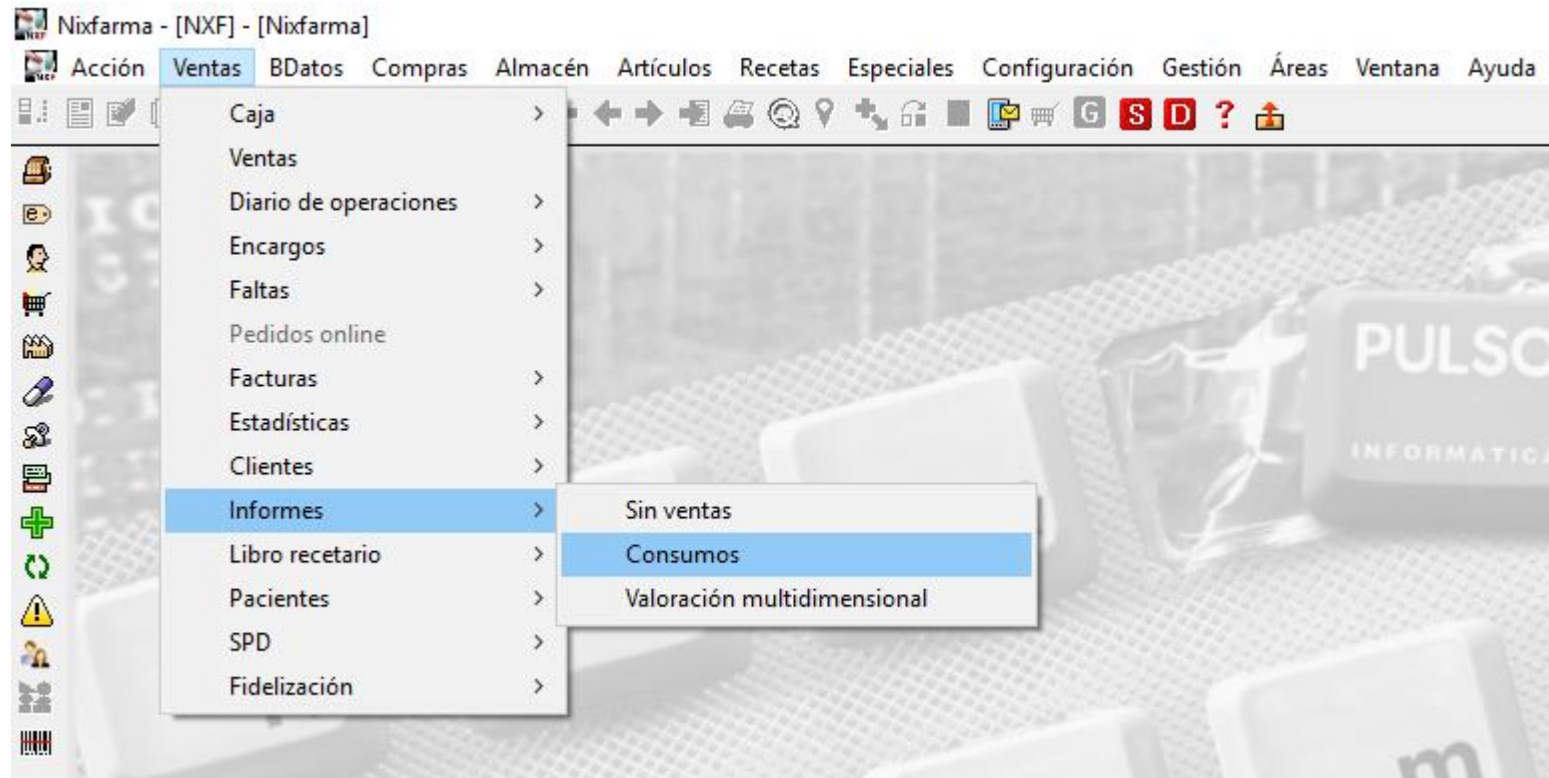 Nixfarma - [NXF] - [Nixfarma]
Acción Ventas BDatos Compras Almacén Artículos Recetas Especiales Configuración Gestión Áreas Ventana Ayuda
G S D ?
Caja
Ventas
Diario de operaciones
Encargos
Faltas
Pedidos online
Facturas
Estadísticas
Clientes
Informes
Libro recetario
Pacientes
SPD
Fidelización
Sin ventas
Consumos
Valoración multidimensional
PULSO
INFORMÁTICA
m